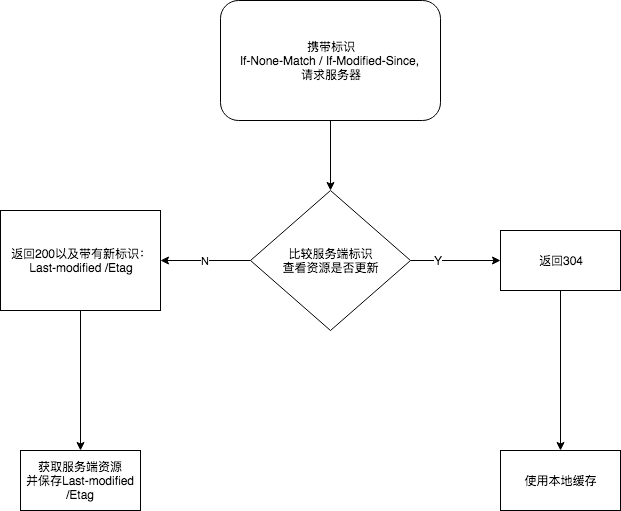 携带标识
If-None-Match / If-Modified-Since,
请求服务器
比较服务端标识
查看资源是否更新
返回200以及带有新标识：
Last-modified /Etag
N
Y
返回304
获取服务端资源
并保存Last-modified
/Etag
使用本地缓存